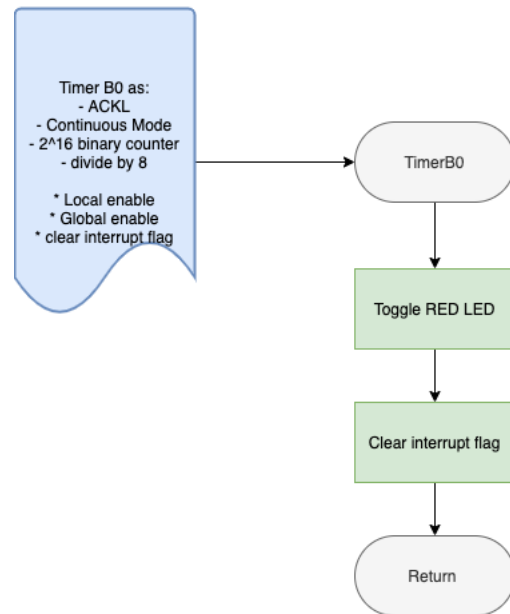 Timer B0 as:
- ACKL
- Continuous Mode
- 2^16 binary counter
- divide by 8
* Local enable
* Global enable
* clear interrupt flag
TimerB0
Toggle RED LED
Clear interrupt flag
Return